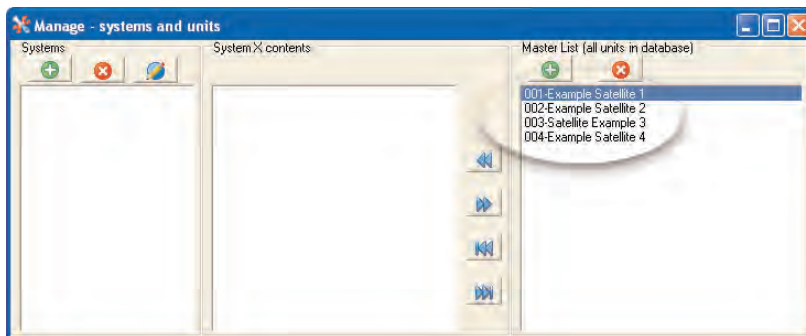 Manage - systems and units
Systems
System X contents
Master List (all units in database)
001-Example Satellite 1
002-Example Satellite 2
003-Satellite Example 3
004-Example Satellite 4